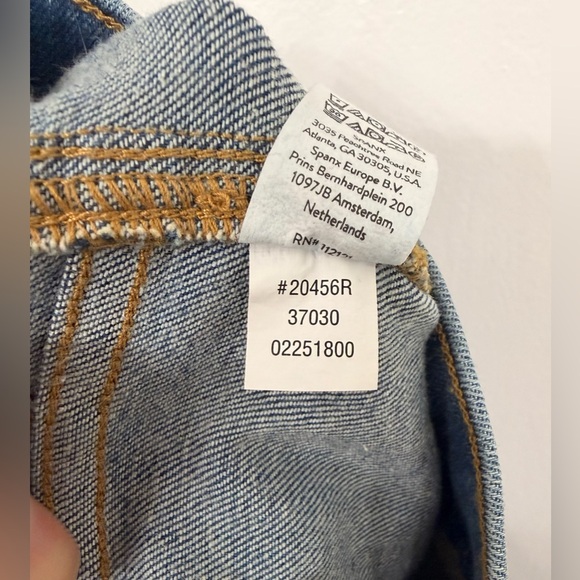 SPANX
3035 Peachtree Road NE
Atlanta, GA 30305, U.S.A.
Spanx Europe B.V.
Prins Bernhardplein 200
1097JB Amsterdam,
Netherlands
RN#
#20456R
37030
02251800